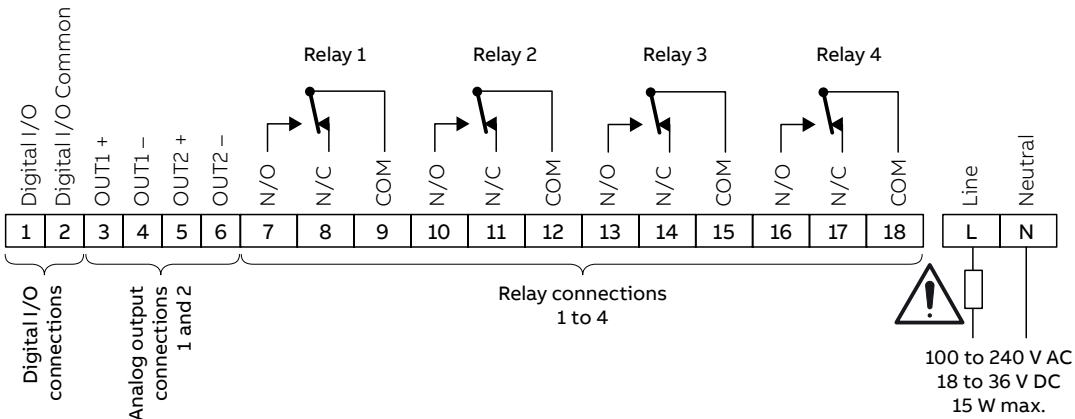 Relay 1
Relay 2
Relay 3
Relay 4
Digital I/O
Digital I/O Common
OUT1 +
OUT1 –
OUT2 +
OUT2 –
N/O
N/C
COM
N/O
N/C
COM
N/O
N/C
COM
N/O
N/C
COM
Line
Neutral
1 2 3 4 5 6 7 8 9 10 11 12 13 14 15 16 17 18 L N
Digital I/O
connections
Analog output
connections
1 and 2
Relay connections
1 to 4
!
100 to 240 V AC
18 to 36 V DC
15 W max.